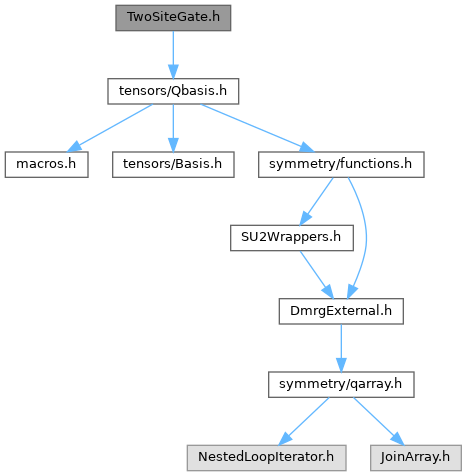 TwoSiteGate.h
tensors/Qbasis.h
macros.h
tensors/Basis.h
symmetry/functions.h
SU2Wrappers.h
DmrgExternal.h
symmetry/qarray.h
NestedLoopIterator.h
JoinArray.h